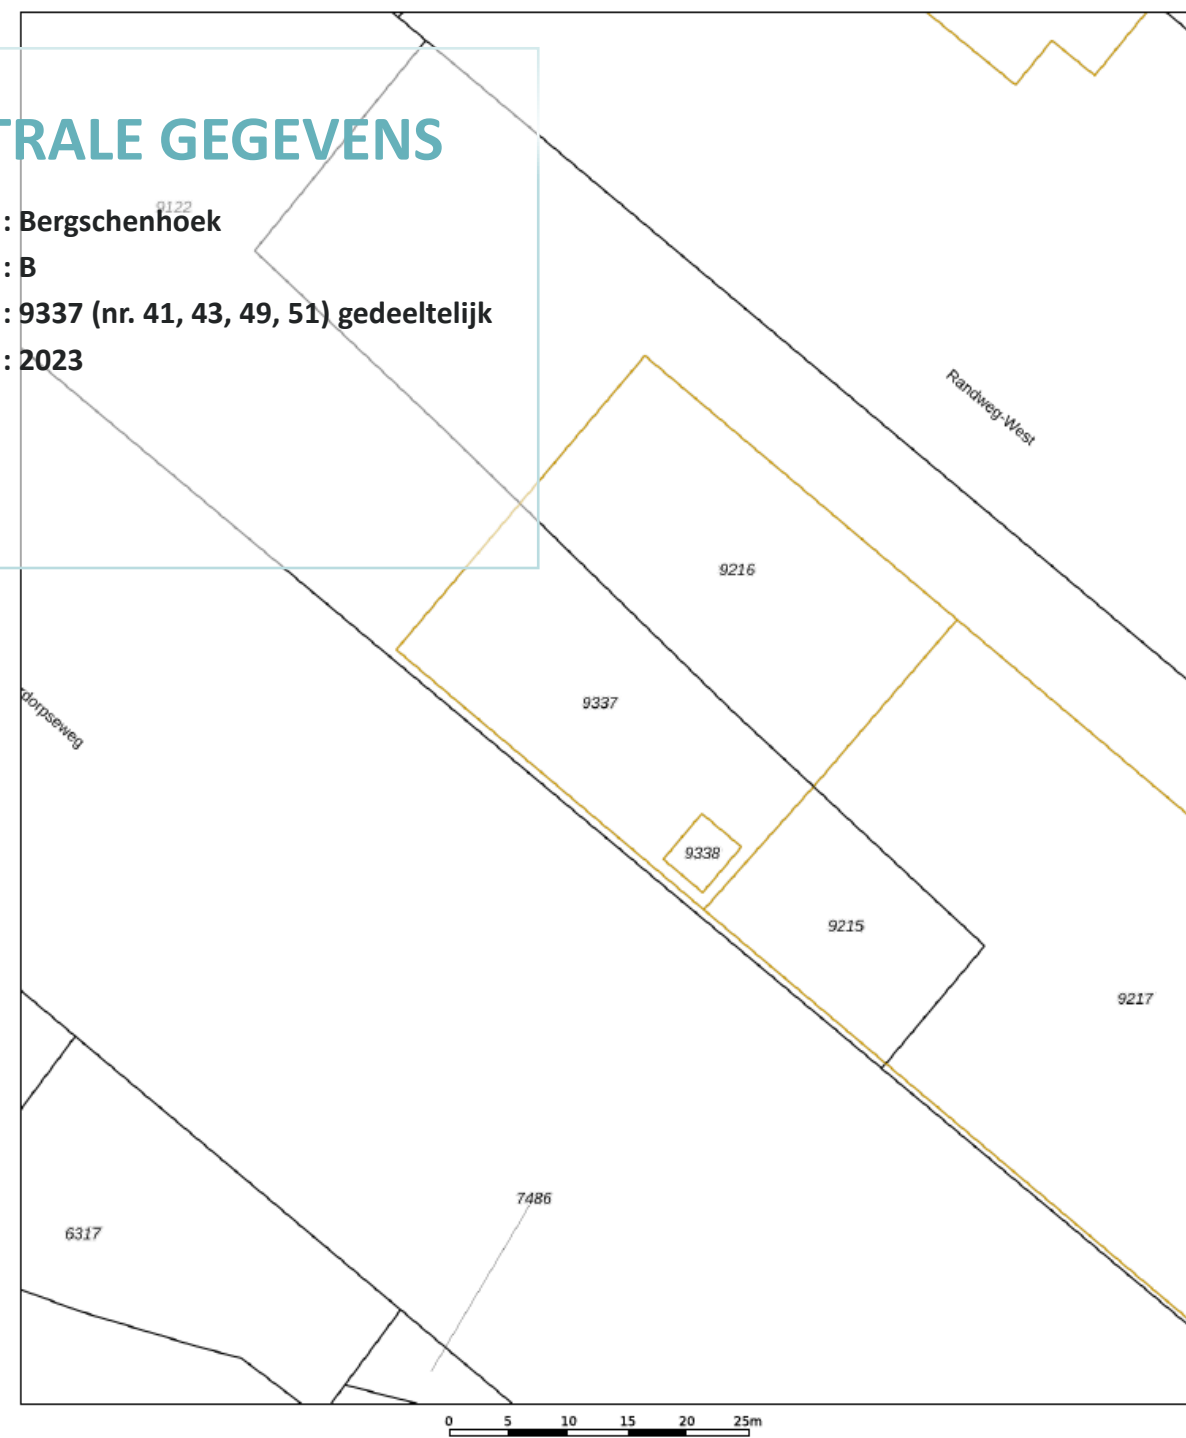 TRALE GEGEVENS
9122
: Bergschenhoek
: B
: 9337 (nr. 41, 43, 49, 51) gedeeltelijk
: 2023
Randweg-West
9216
9337
dorpseweg
9338
9215
9217
7486
6317
0 5 10 15 20 25m